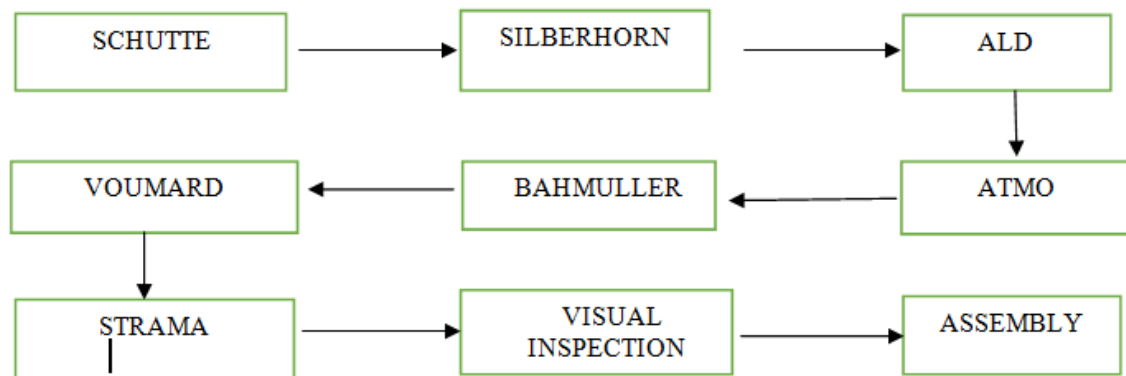 SCHUTTE
SILBERHORN
ALD
VOUMARD
BAHMULLER
ATMO
STRAMA
VISUAL
INSPECTION
ASSEMBLY